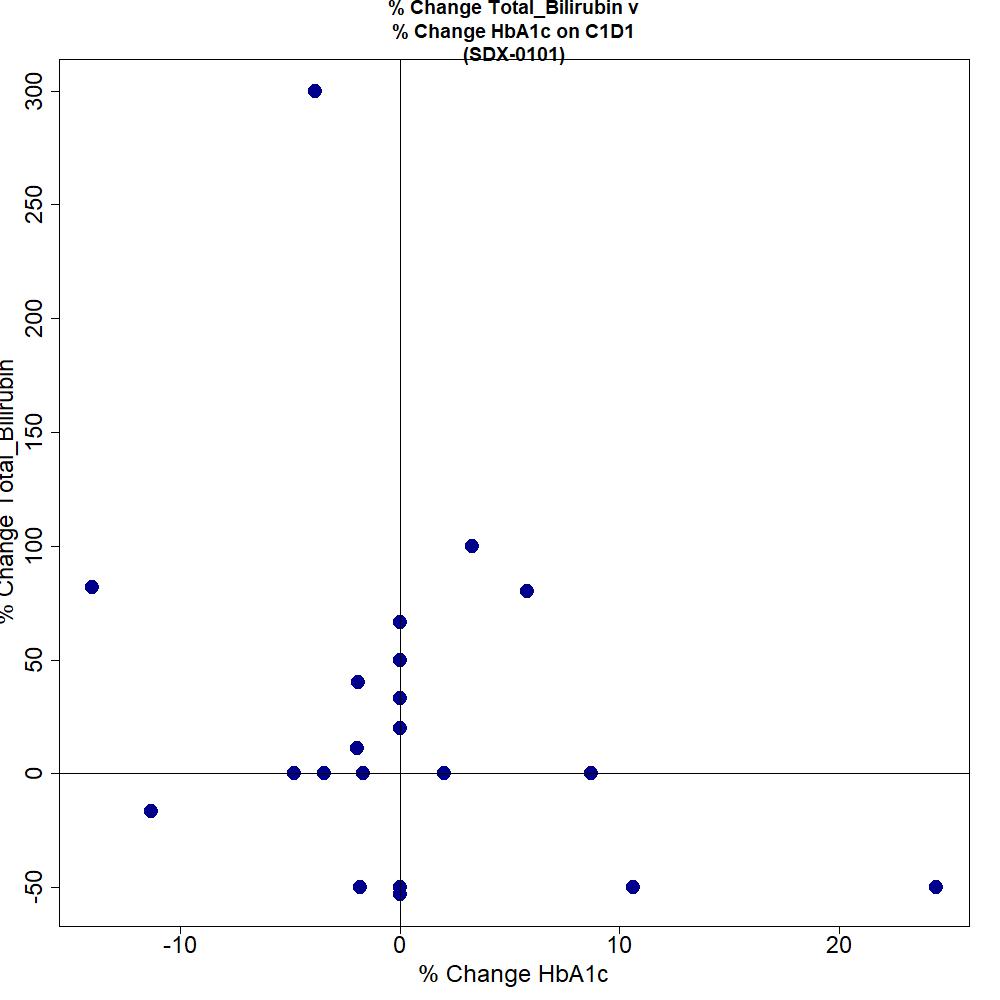 % Change Total_Bilirubin v
% Change HbA1c on C1D1
(SDX-0101)
% Change Total_Bilirubin
300
250
200
150
100
50
0
-50
-10 0 10 20
% Change HbA1c